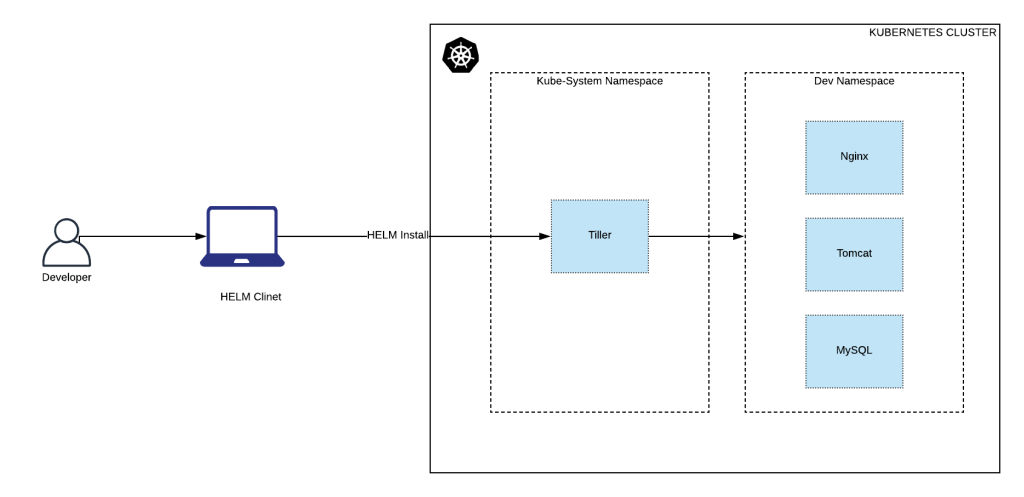 KUBERNETES CLUSTER
Kube-System Namespace
Dev Namespace
Nginx
HELM Install
Tiller
Tomcat
Developer
HELM Clinet
MySQL